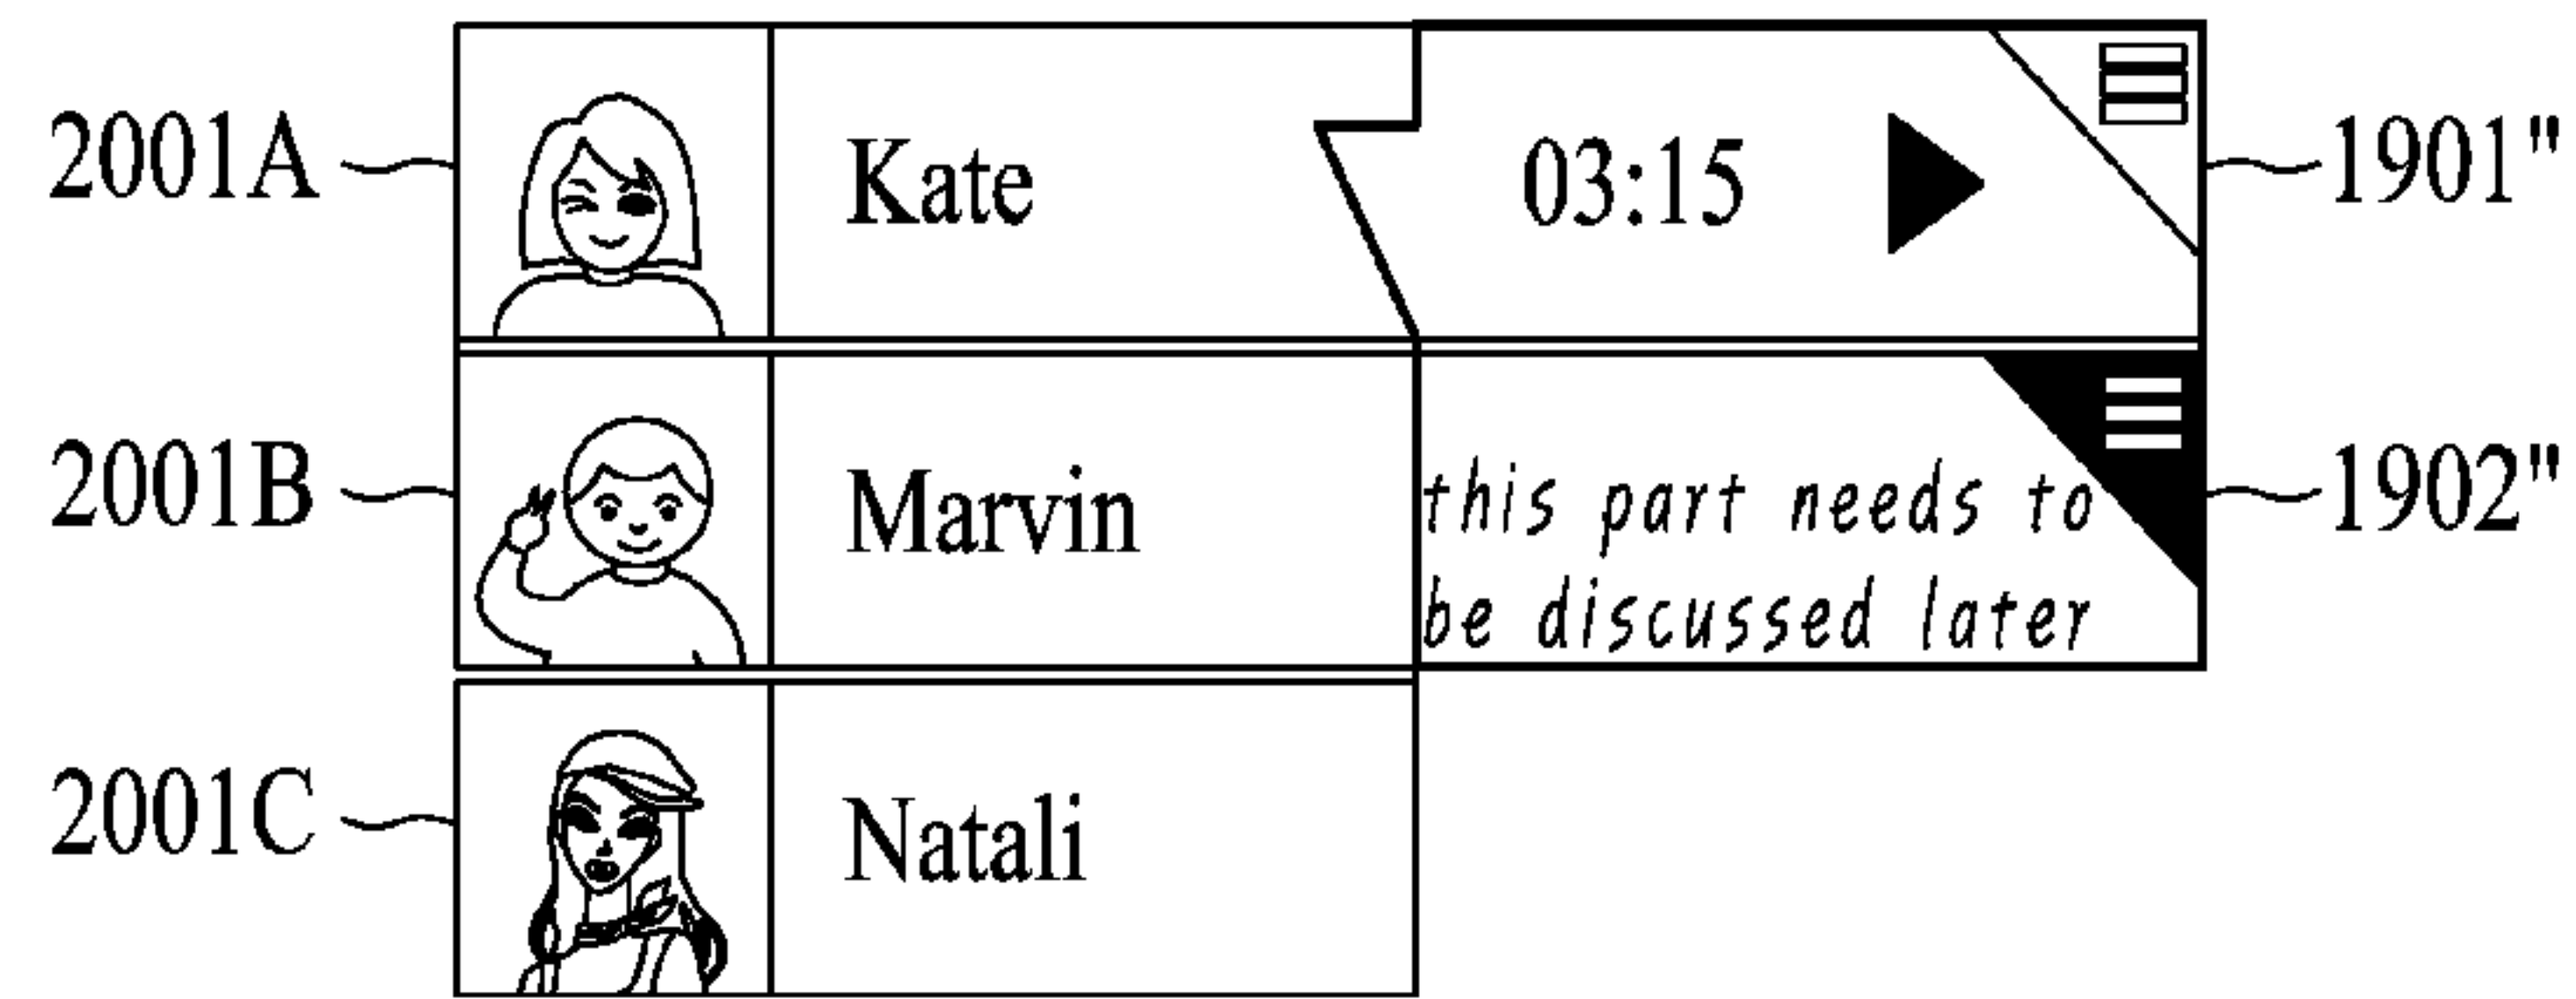 2001A Kate 03:15 1901"
2001B Marvin this part needs to 1902"
be discussed later
2001C Natali